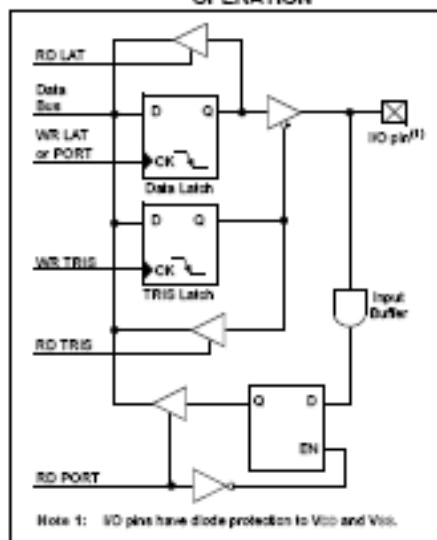 OPERATION
RD LAT
Data
Bus
D Q
I/O pin(1)
WR LAT
or PORT
CK
Data Latch
D Q
WR TRIS
CK
TRIS Latch
Input
Buffer
RD TRIS
Q D
EN
RD PORT
Note 1: I/O pins have diode protection to VDD and VSS.